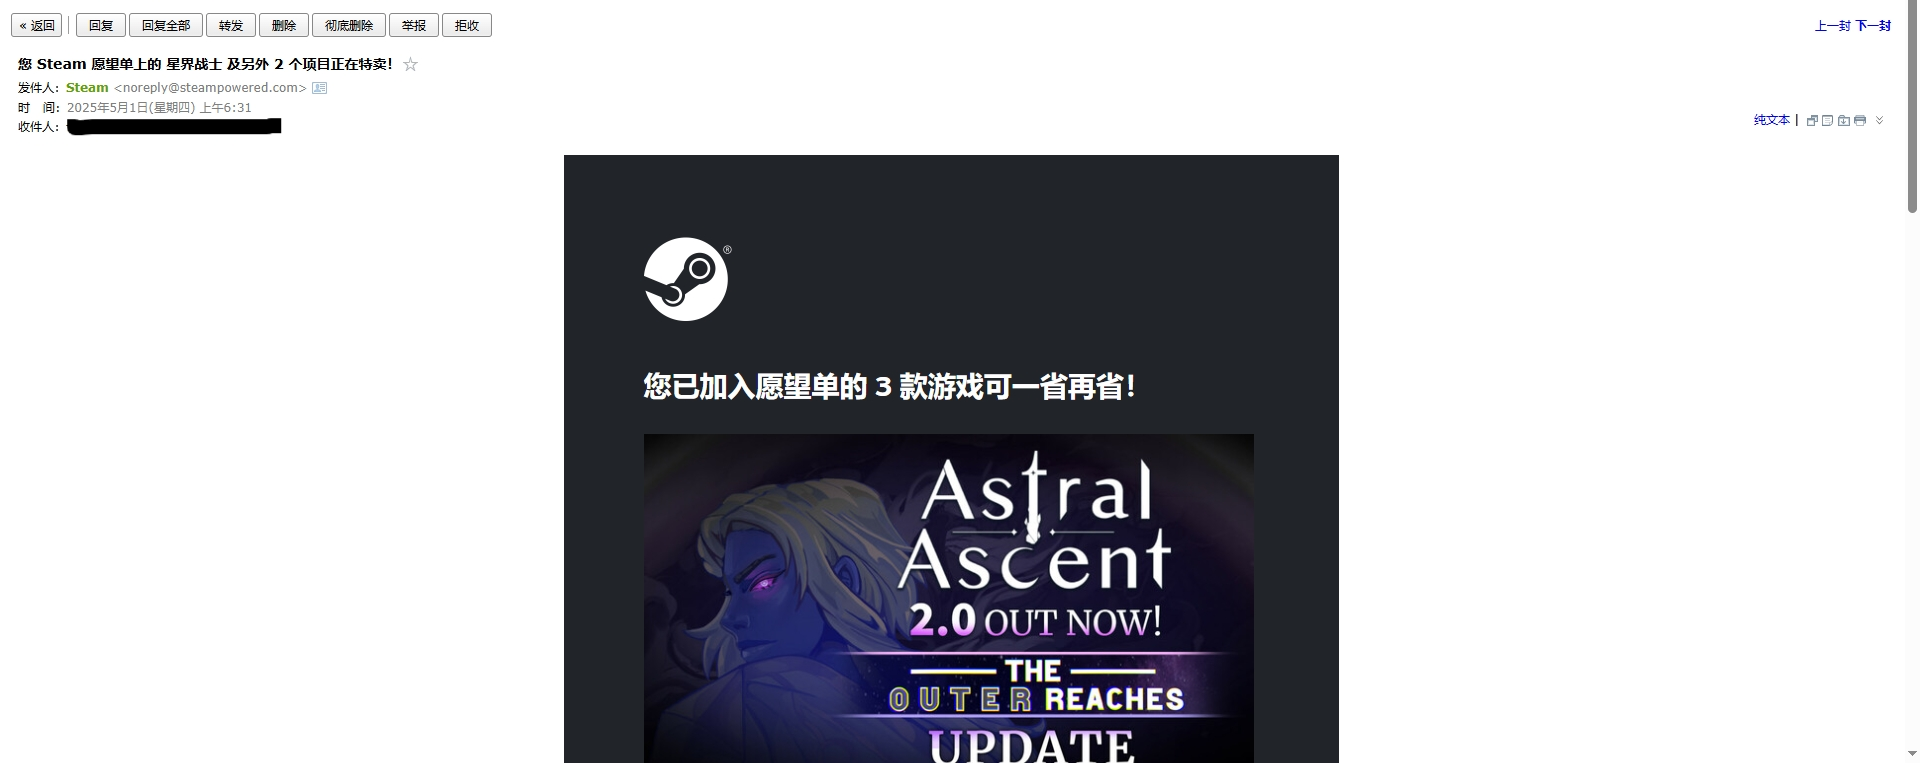 « 返回 | 回复 回复全部 转发 删除 彻底删除 举报 拒收 上一封 下一封
您 Steam 愿望单上的 星界战士 及另外 2 个项目正在特卖！ ☆
发件人：Steam <noreply@steampowered.com>
时 间：2025年5月1日(星期四) 上午6:31
收件人：
纯文本 |
®
您已加入愿望单的 3 款游戏可一省再省！
Astral
Ascent
2.0 OUT NOW!
THE
OUTER REACHES
UPDATE